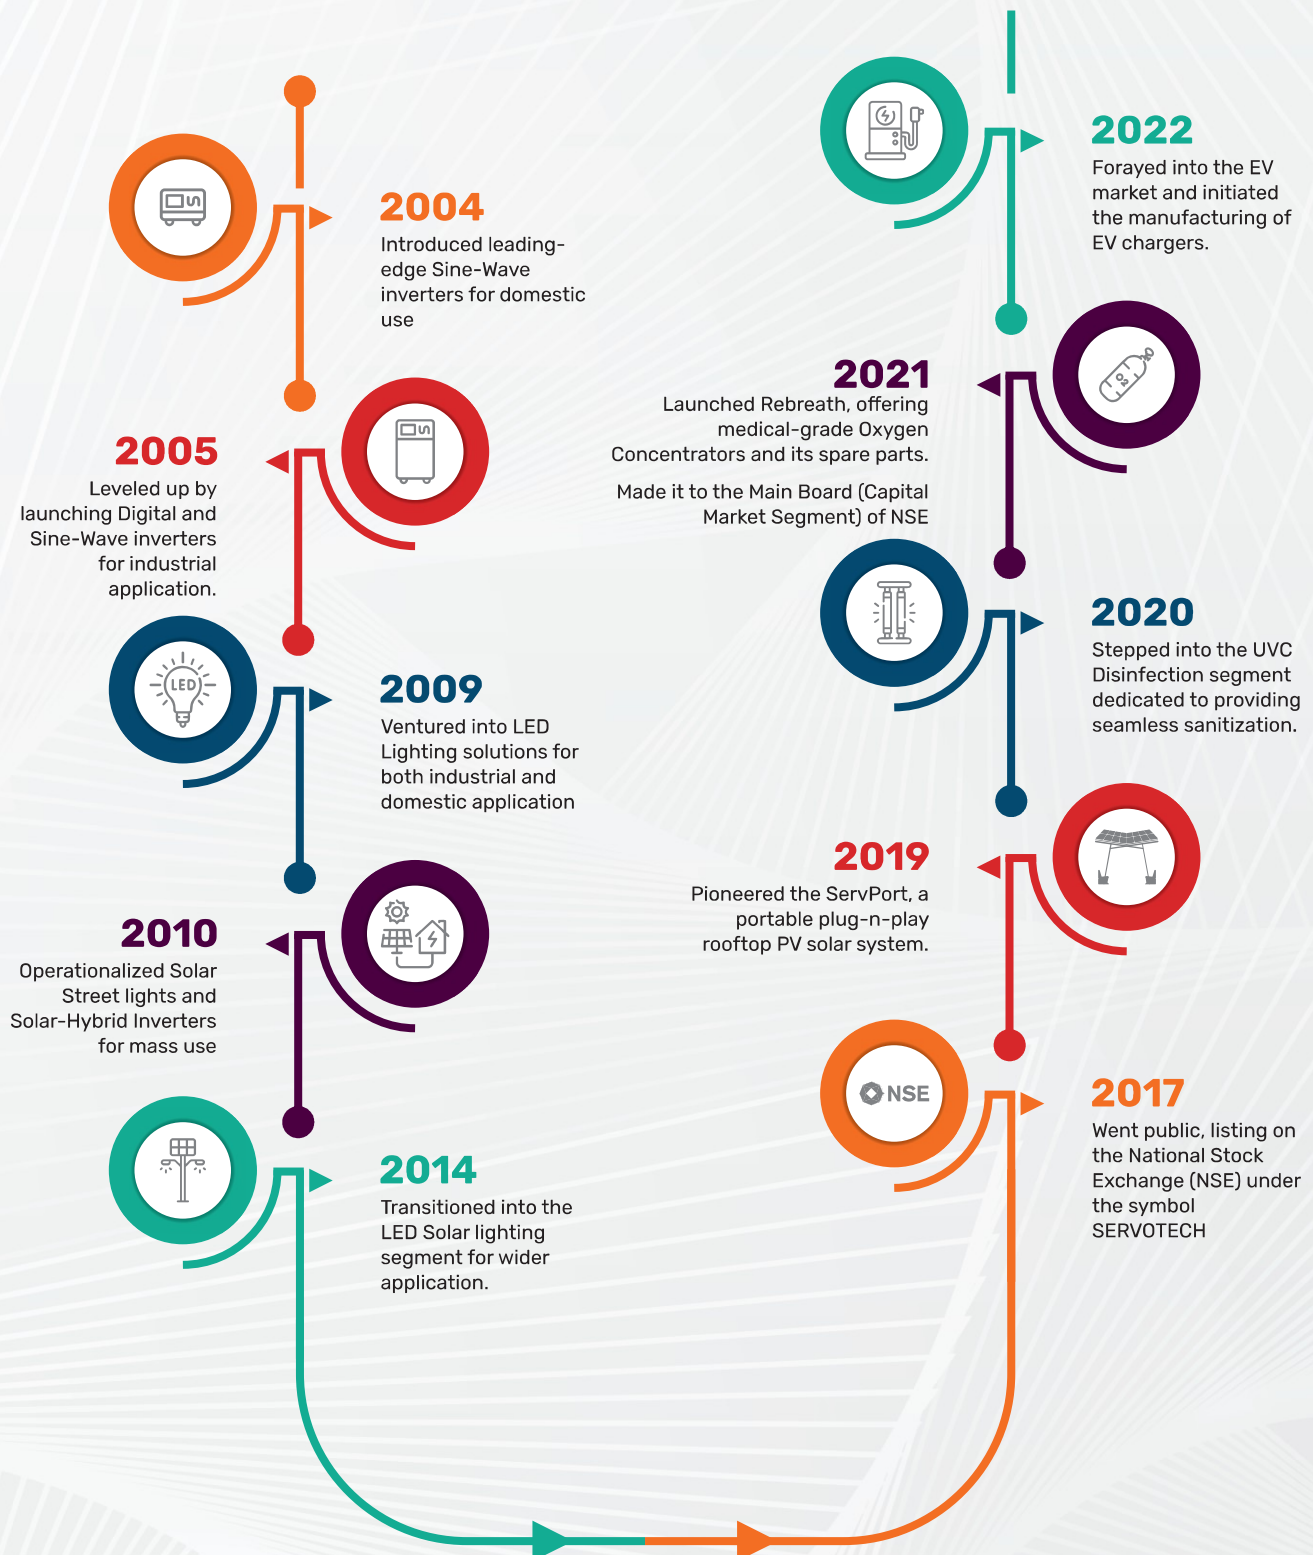 2004
Introduced leading-
edge Sine-Wave
inverters for domestic
use
2005
Leveled up by
launching Digital and
Sine-Wave inverters
for industrial
application.
LED
2009
Ventured into LED
Lighting solutions for
both industrial and
domestic application
2010
Operationalized Solar
Street lights and
Solar-Hybrid Inverters
for mass use
2014
Transitioned into the
LED Solar lighting
segment for wider
application.
NSE
2017
Went public, listing on
the National Stock
Exchange (NSE) under
the symbol
SERVOTECH
2019
Pioneered the ServPort, a
portable plug-n-play
rooftop PV solar system.
2020
Stepped into the UVC
Disinfection segment
dedicated to providing
seamless sanitization.
O2
2021
Launched Rebreath, offering
medical-grade Oxygen
Concentrators and its spare parts.
Made it to the Main Board (Capital
Market Segment) of NSE
2022
Forayed into the EV
market and initiated
the manufacturing of
EV chargers.